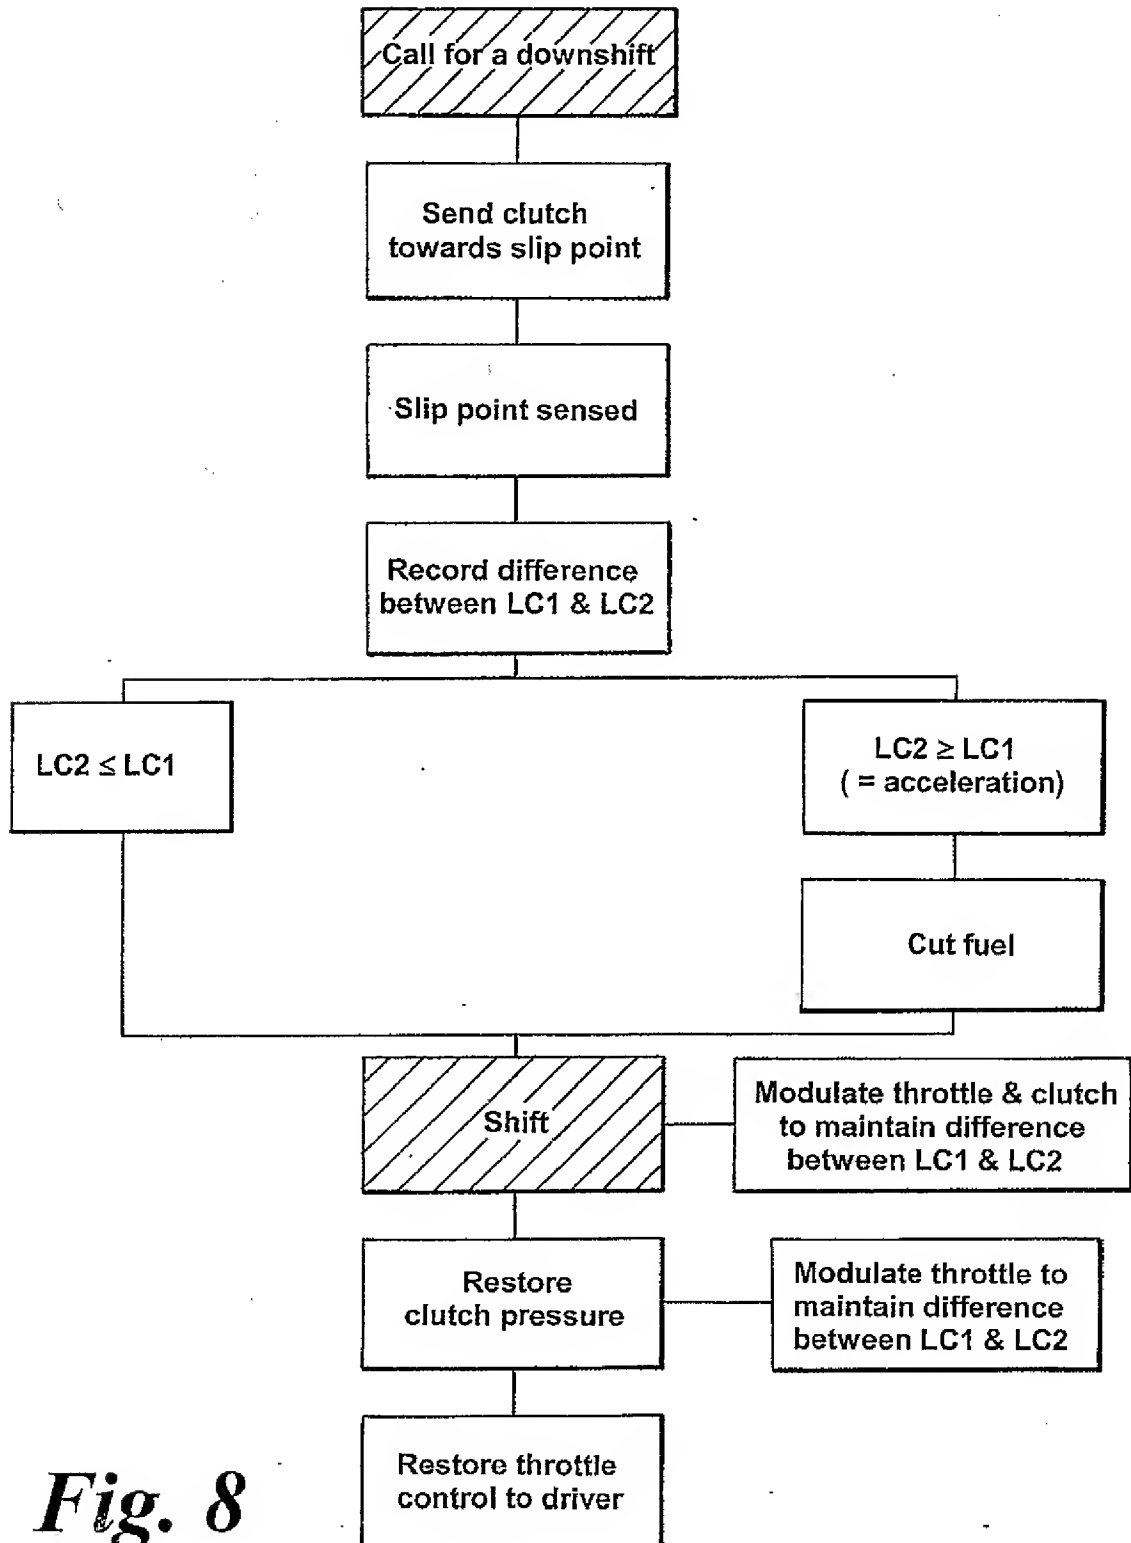 Call for a downshift
Send clutch
towards slip point
Slip point sensed
Record difference
between LC1 & LC2
LC2 ≤ LC1
LC2 ≥ LC1
( = acceleration)
Cut fuel
Shift
Modulate throttle & clutch
to maintain difference
between LC1 & LC2
Restore
clutch pressure
Modulate throttle to
maintain difference
between LC1 & LC2
Restore throttle
control to driver
Fig. 8